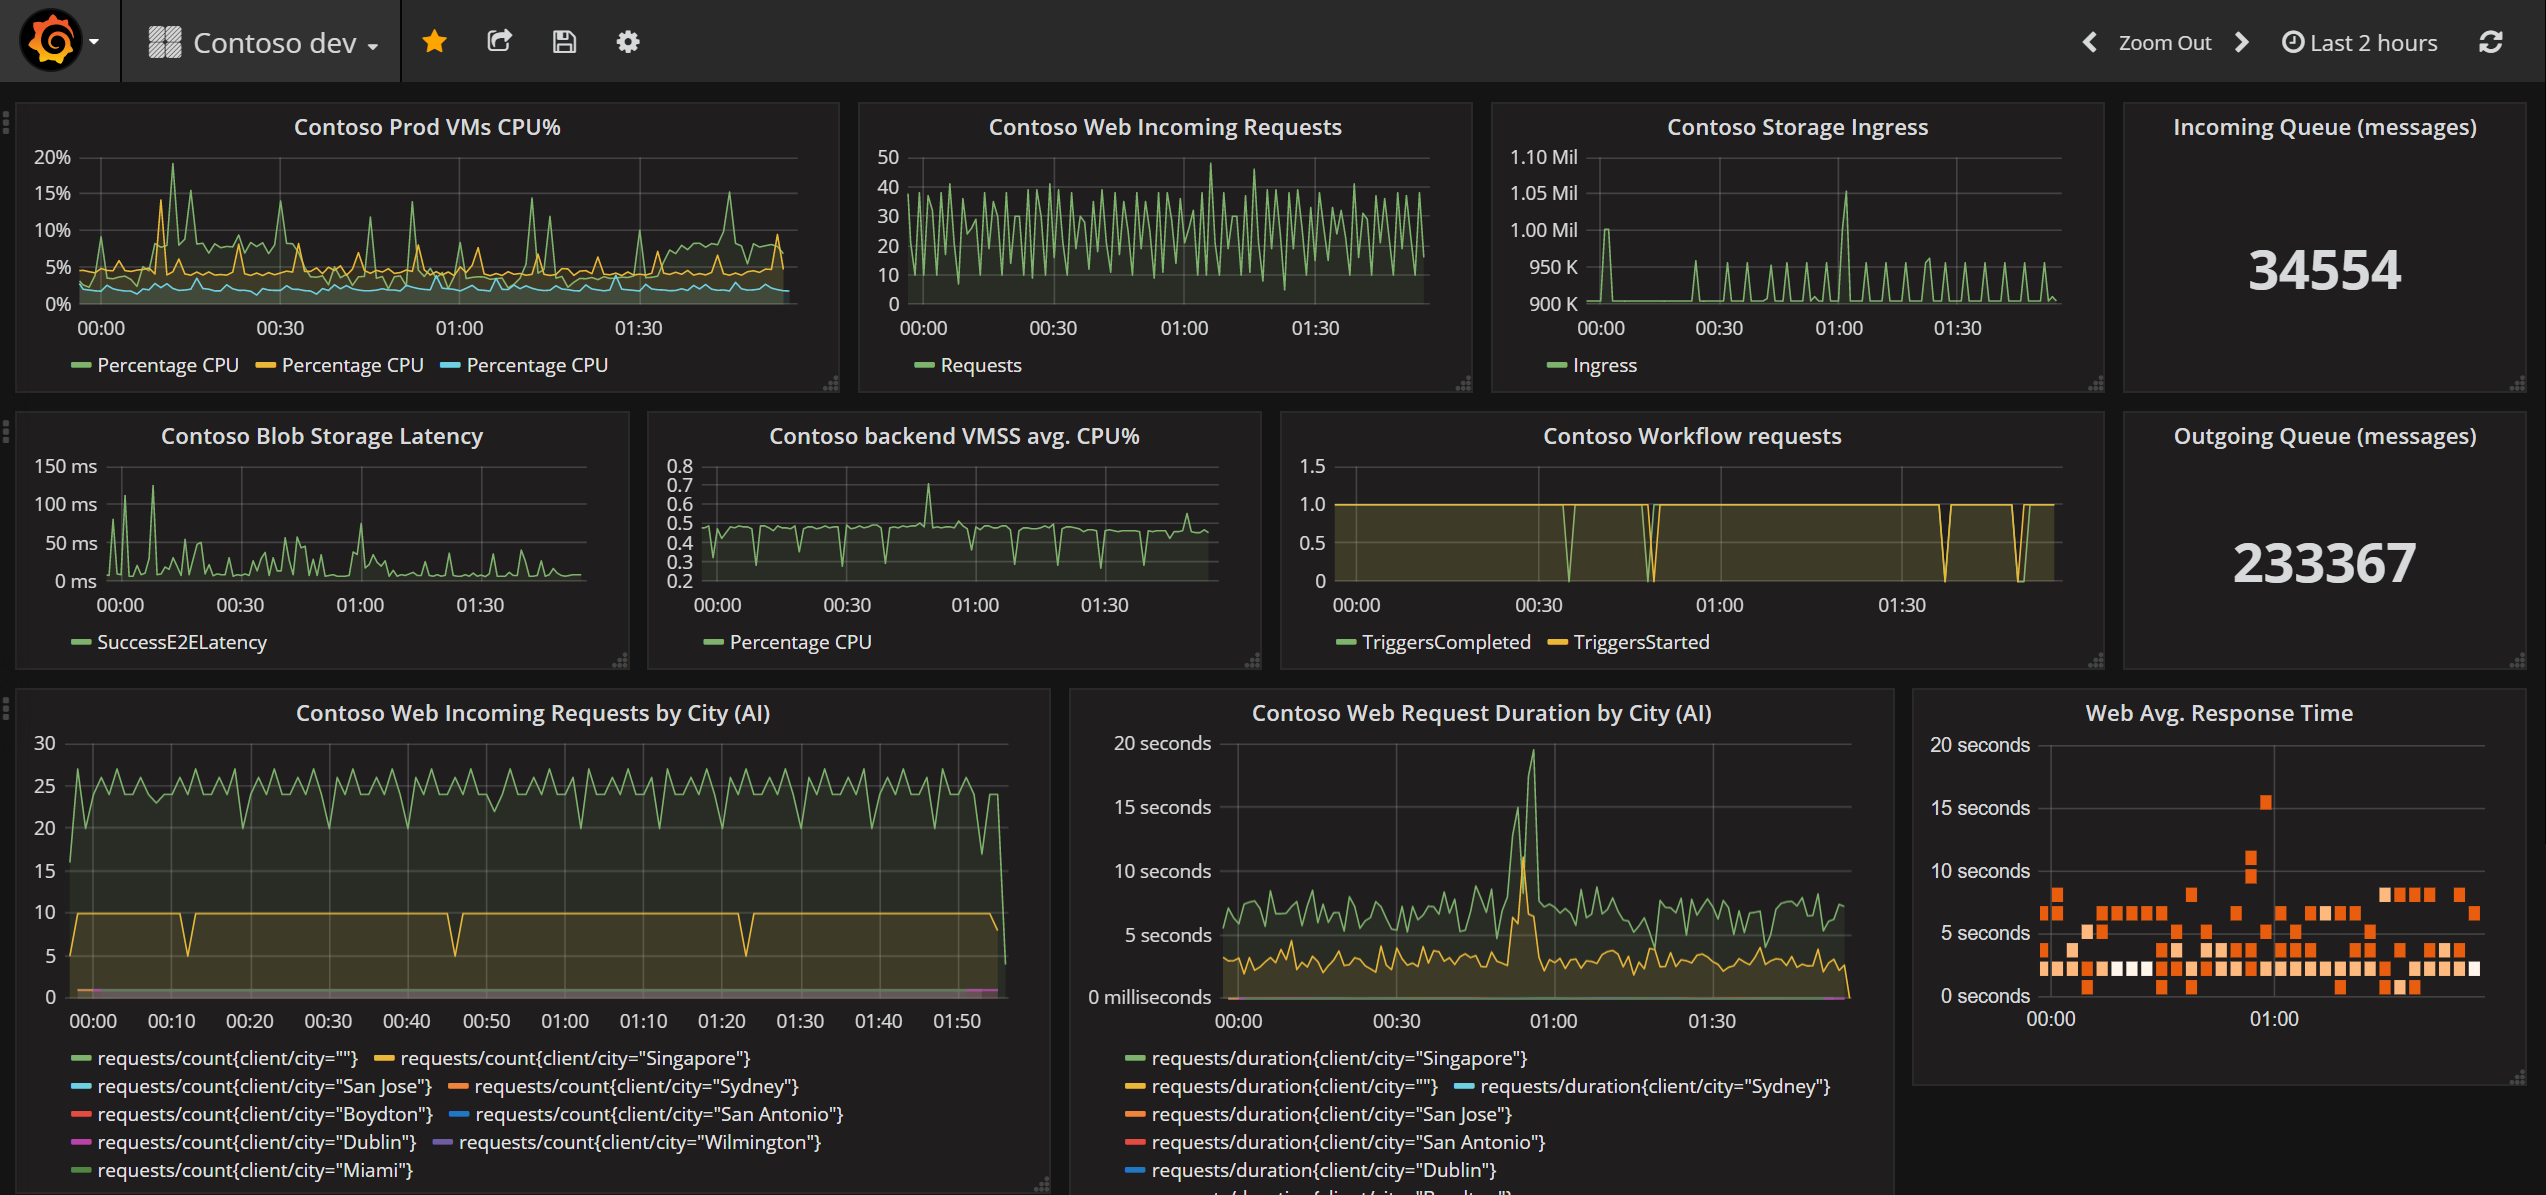 Contoso dev
Zoom Out
Last 2 hours
Contoso Prod VMs CPU%
20%
15%
10%
5%
0%
00:00 00:30 01:00 01:30
Percentage CPU Percentage CPU Percentage CPU
Contoso Web Incoming Requests
50
40
30
20
10
0
00:00 00:30 01:00 01:30
Requests
Contoso Storage Ingress
1.10 Mil
1.05 Mil
1.00 Mil
950 K
900 K
00:00 00:30 01:00 01:30
Ingress
Incoming Queue (messages)
34554
Contoso Blob Storage Latency
150 ms
100 ms
50 ms
0 ms
00:00 00:30 01:00 01:30
SuccessE2ELatency
Contoso backend VMSS avg. CPU%
0.8
0.7
0.6
0.5
0.4
0.3
0.2
00:00 00:30 01:00 01:30
Percentage CPU
Contoso Workflow requests
1.5
1.0
0.5
0
00:00 00:30 01:00 01:30
TriggersCompleted TriggersStarted
Outgoing Queue (messages)
233367
Contoso Web Incoming Requests by City (AI)
30
25
20
15
10
5
0
00:00 00:10 00:20 00:30 00:40 00:50 01:00 01:10 01:20 01:30 01:40 01:50
requests/count{client/city=""} requests/count{client/city="Singapore"}
requests/count{client/city="San Jose"} requests/count{client/city="Sydney"}
requests/count{client/city="Boydton"} requests/count{client/city="San Antonio"}
requests/count{client/city="Dublin"} requests/count{client/city="Wilmington"}
requests/count{client/city="Miami"}
Contoso Web Request Duration by City (AI)
20 seconds
15 seconds
10 seconds
5 seconds
0 milliseconds
00:00 00:30 01:00 01:30
requests/duration{client/city="Singapore"}
requests/duration{client/city=""} requests/duration{client/city="Sydney"}
requests/duration{client/city="San Jose"}
requests/duration{client/city="San Antonio"}
requests/duration{client/city="Dublin"}
Web Avg. Response Time
20 seconds
15 seconds
10 seconds
5 seconds
0 seconds
00:00 01:00